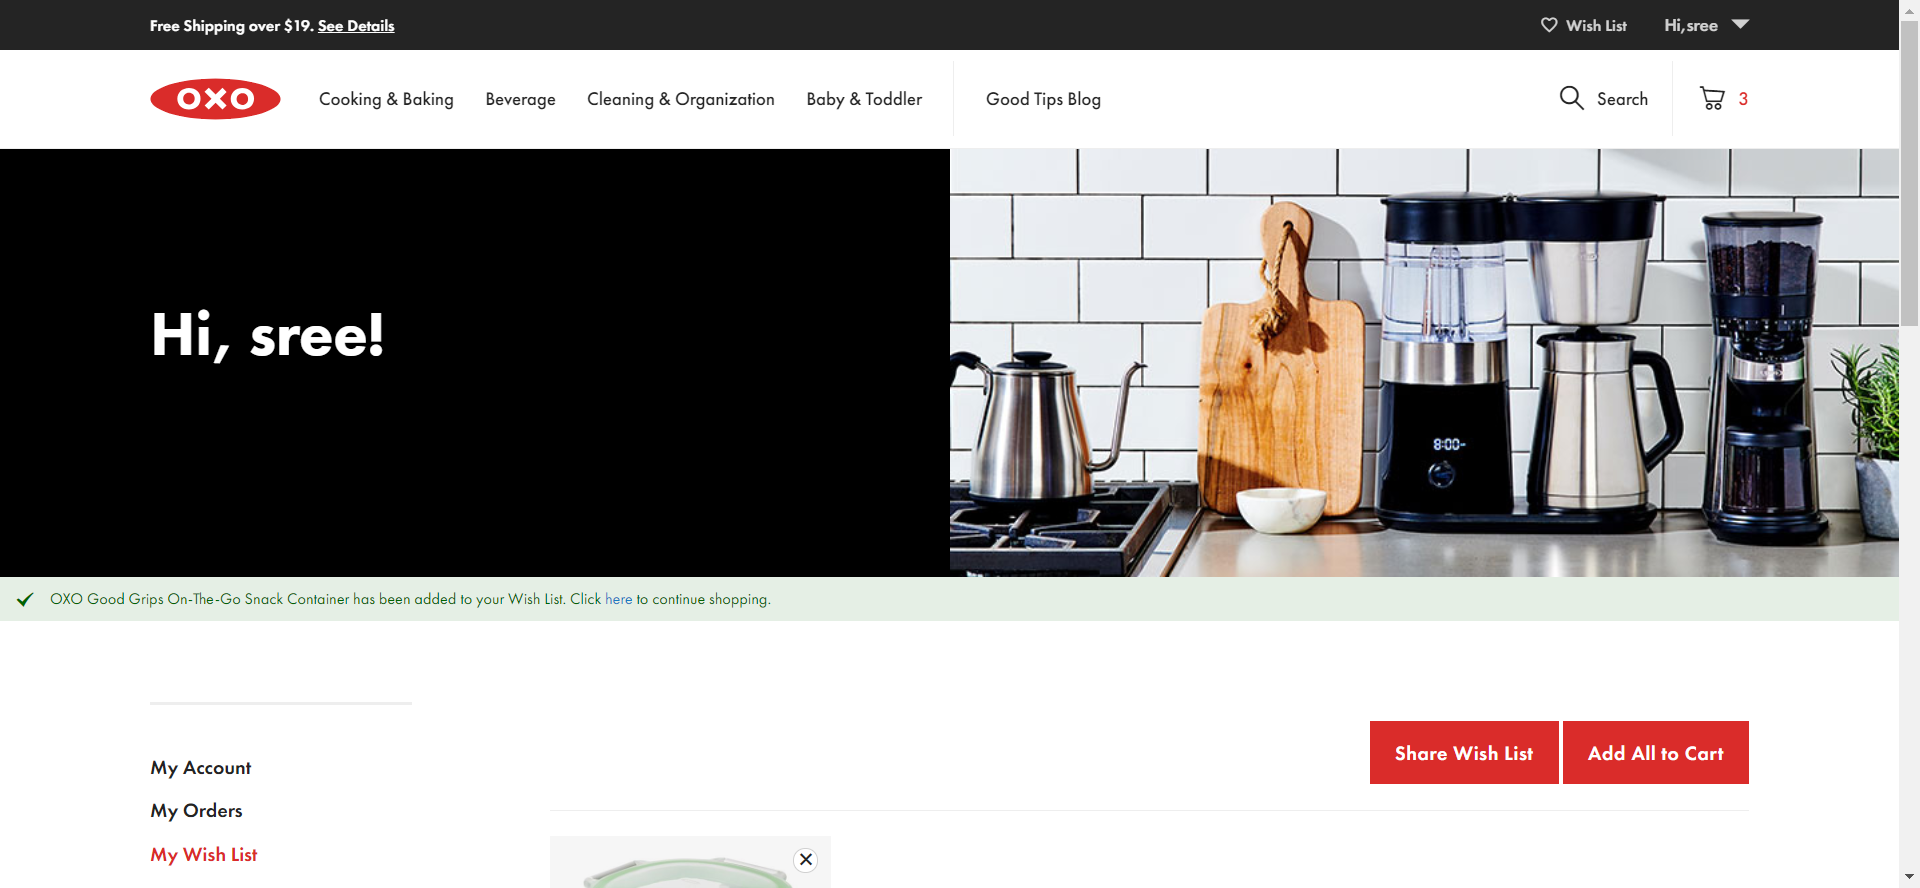 Free Shipping over $19. See Details
Wish List
Hi,sree
OXO
Cooking & Baking
Beverage
Cleaning & Organization
Baby & Toddler
Good Tips Blog
Search
3
Hi, sree!
8:00
OXO Good Grips On-The-Go Snack Container has been added to your Wish List. Click here to continue shopping.
Share Wish List
Add All to Cart
My Account
My Orders
My Wish List